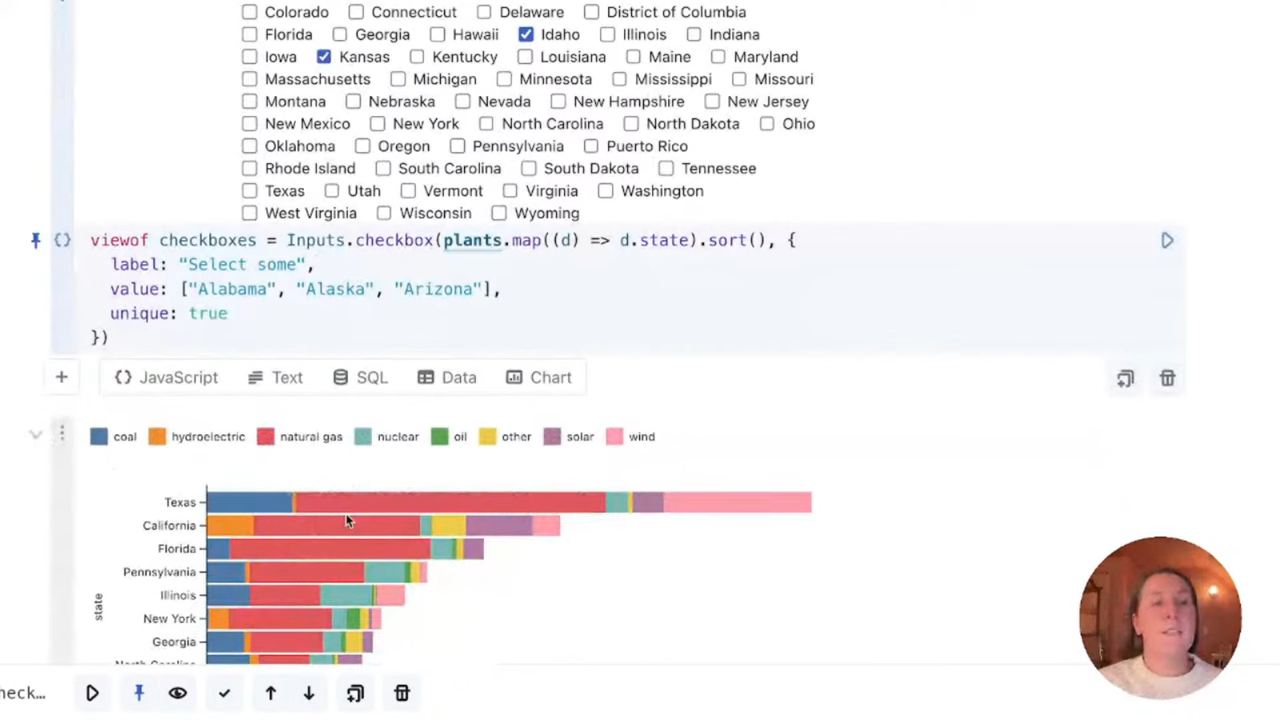 Colorado Connecticut Delaware District of Columbia
Florida Georgia Hawaii Idaho Illinois Indiana
Iowa Kansas Kentucky Louisiana Maine Maryland
Massachusetts Michigan Minnesota Mississippi Missouri
Montana Nebraska Nevada New Hampshire New Jersey
New Mexico New York North Carolina North Dakota Ohio
Oklahoma Oregon Pennsylvania Puerto Rico
Rhode Island South Carolina South Dakota Tennessee
Texas Utah Vermont Virginia Washington
West Virginia Wisconsin Wyoming
viewof checkboxes = Inputs.checkbox(plants.map((d) => d.state).sort(), {
label: "Select some",
value: ["Alabama", "Alaska", "Arizona"],
unique: true
})
+ {} JavaScript Text SQL Data Chart
coal hydroelectric natural gas nuclear oil other solar wind
Texas
California
Florida
Pennsylvania
Illinois
state
New York
Georgia
North Carolina
heck...